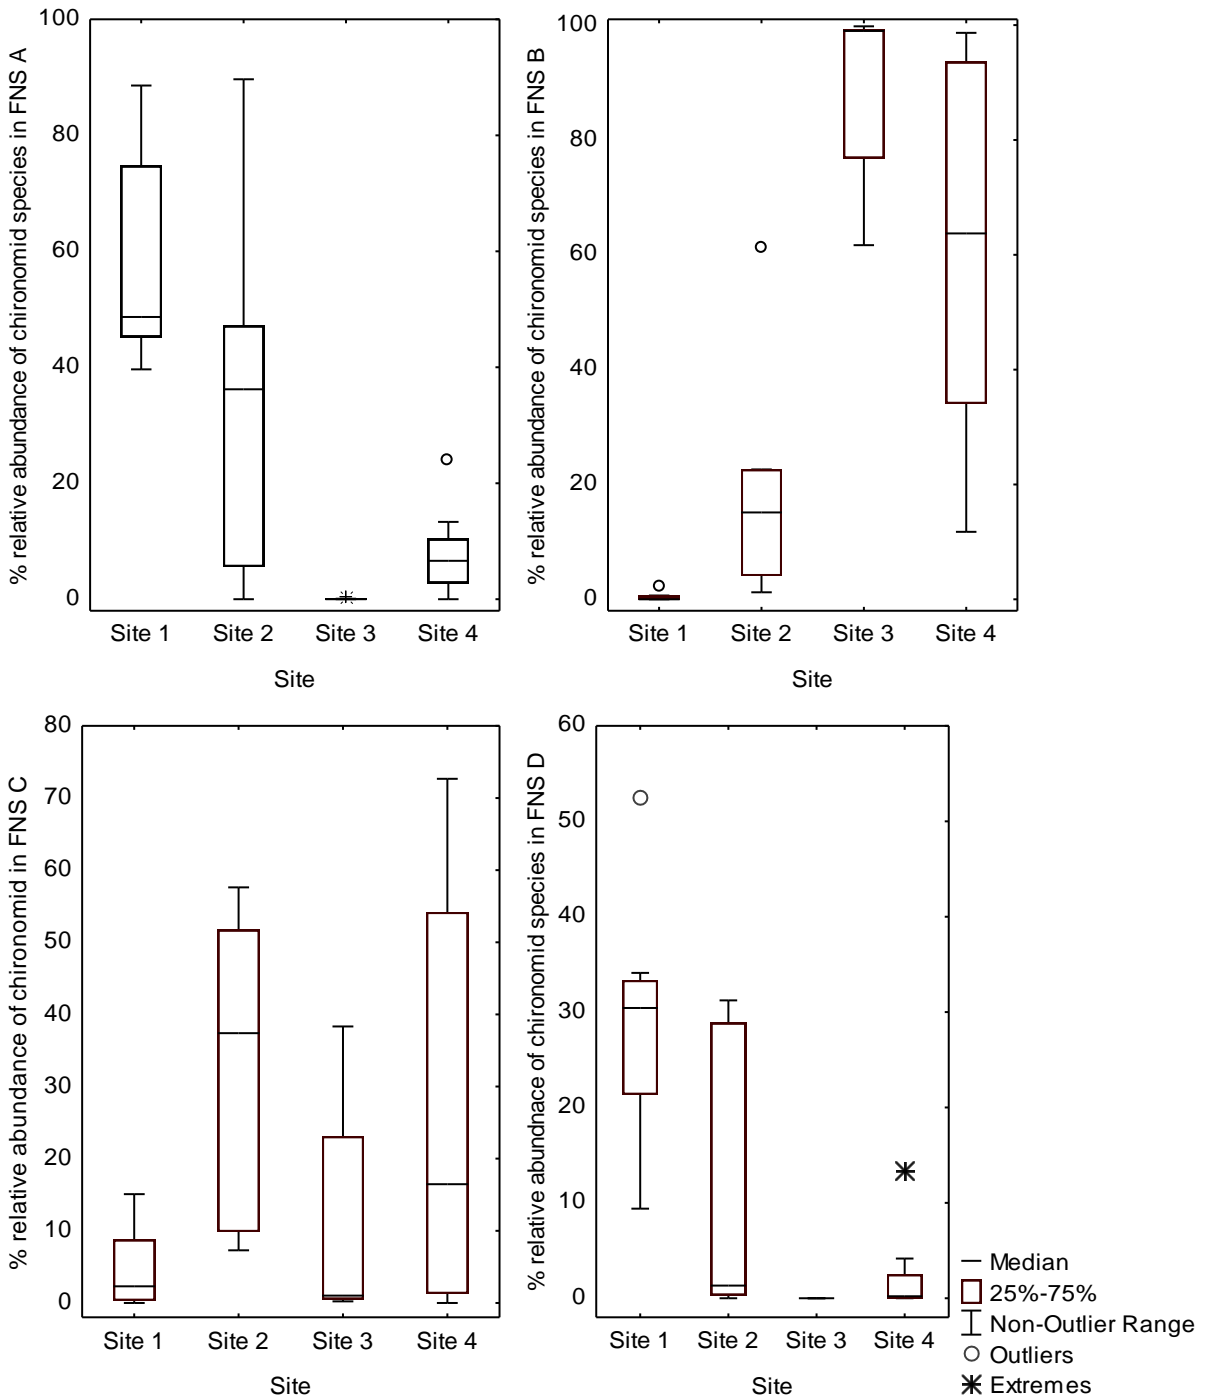 % relative abundance of chironomid species in FNS A
100
80
60
40
20
0
Site 1 Site 2 Site 3 Site 4
Site
% relative abundance of chironomid species in FNS B
100
80
60
40
20
0
Site 1 Site 2 Site 3 Site 4
Site
% relative abundance of chironomid in FNS C
80
70
60
50
40
30
20
10
0
Site 1 Site 2 Site 3 Site 4
Site
% relative abundnace of chironomid species in FNS D
60
50
40
30
20
10
0
Site 1 Site 2 Site 3 Site 4
Site
Median
25%-75%
Non-Outlier Range
Outliers
Extremes